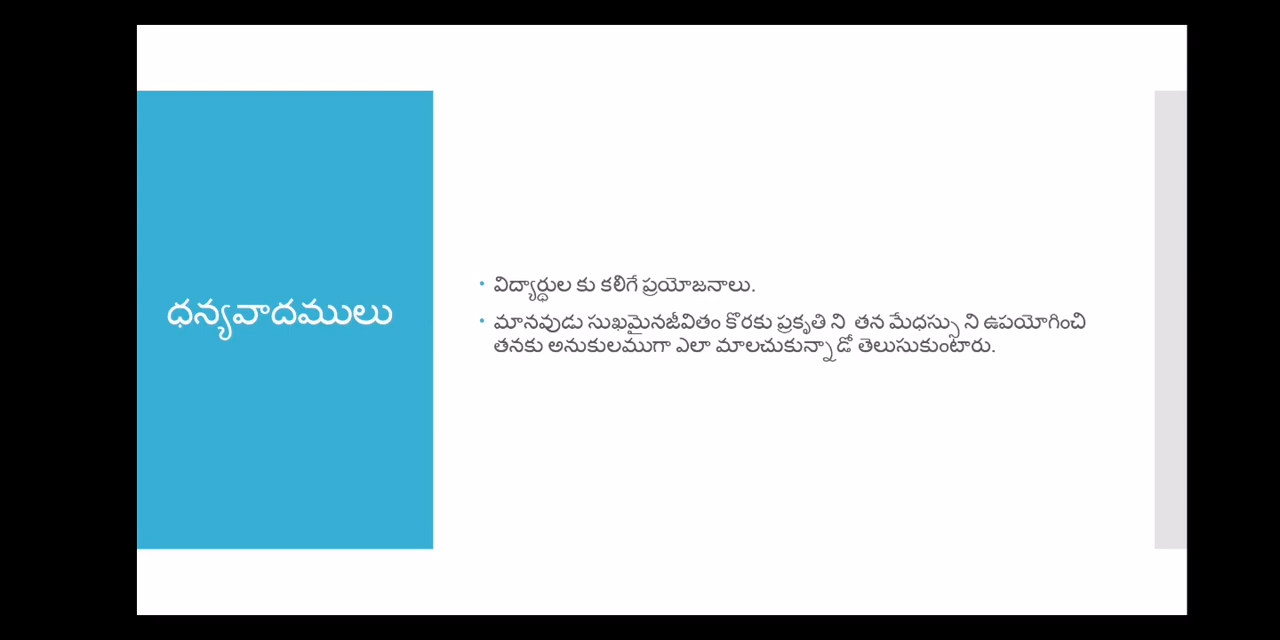 ధన్యవాదములు
• విద్యార్థుల కు కలిగే ప్రయోజనాలు.
• మానవుడు సుఖమైనజీవితం కొరకు ప్రకృతి ని తన మేధస్సు ని ఉపయోగించి
తనకు అనుకులముగా ఎలా మాలచుకున్నాడో తెలుసుకుంటారు.